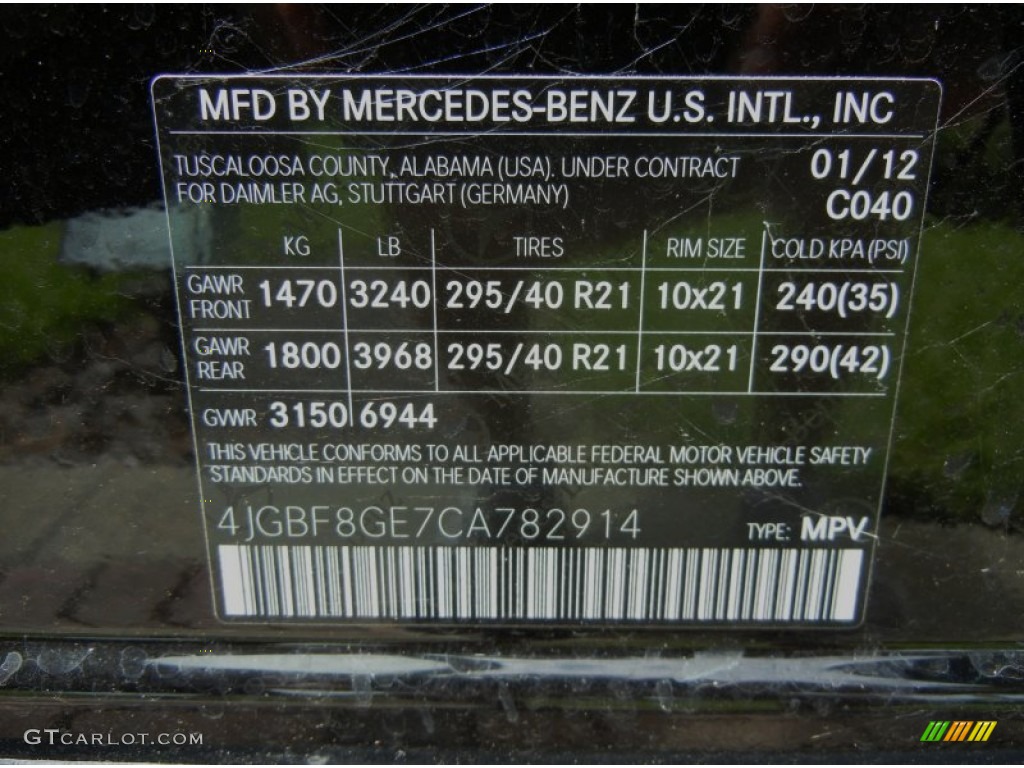 MFD BY MERCEDES-BENZ U.S. INTL., INC
TUSCALOOSA COUNTY, ALABAMA (USA). UNDER CONTRACT 01/12
FOR DAIMLER AG, STUTTGART (GERMANY) C040
KG LB TIRES RIM SIZE COLD KPA (PSI)
GAWR FRONT 1470 3240 295/40 R21 10x21 240(35)
GAWR REAR 1800 3968 295/40 R21 10x21 290(42)
GVWR 3150 6944
THIS VEHICLE CONFORMS TO ALL APPLICABLE FEDERAL MOTOR VEHICLE SAFETY
STANDARDS IN EFFECT ON THE DATE OF MANUFACTURE SHOWN ABOVE.
4JGBF8GE7CA782914 TYPE: MPV
GTCARLOT.COM